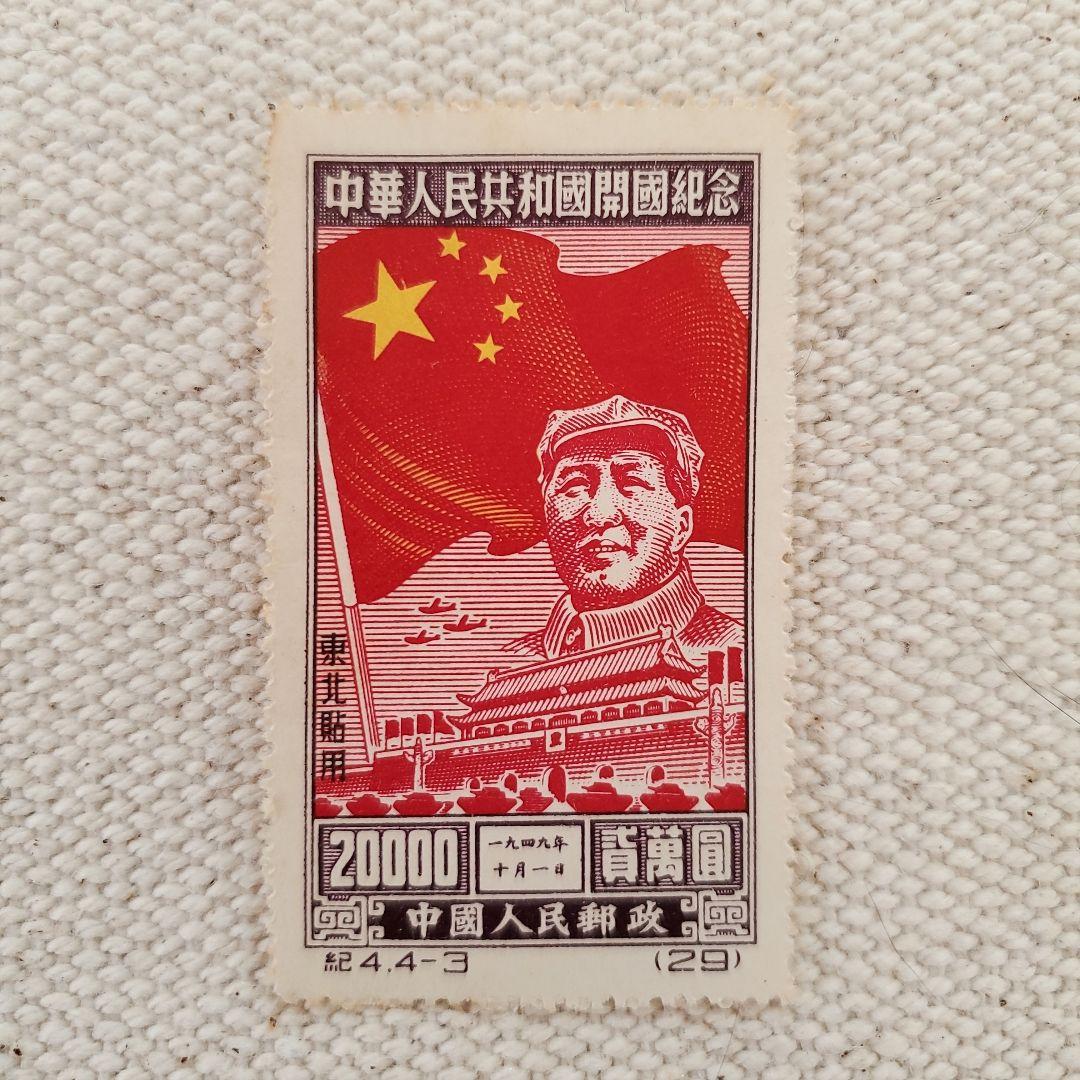 中華人民共和國開國紀念
東北貼用
20000
一九四九年
十月一日
貳萬圓
中國人民郵政
紀4.4-3
(29)